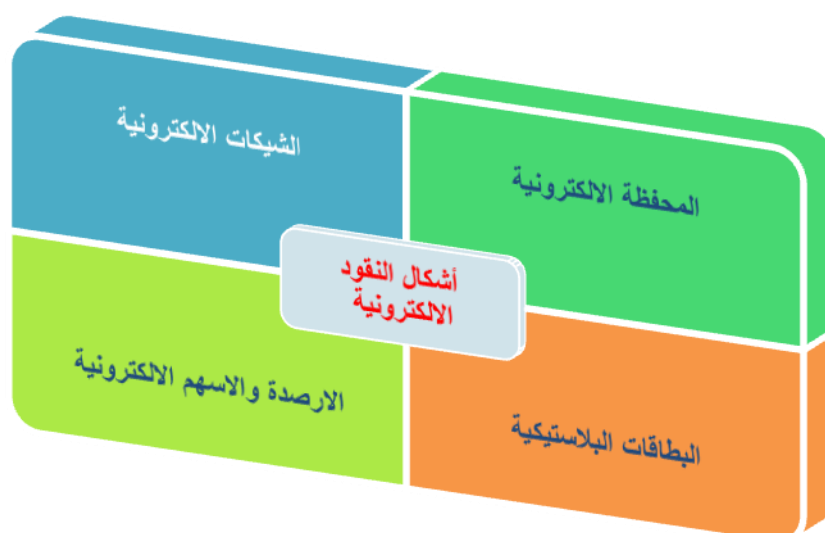 المحفظة الالكترونية
الشيكات الالكترونية
أشكال النقود
الالكترونية
البطاقات البلاستيكية
الارصدة والاسهم الالكترونية